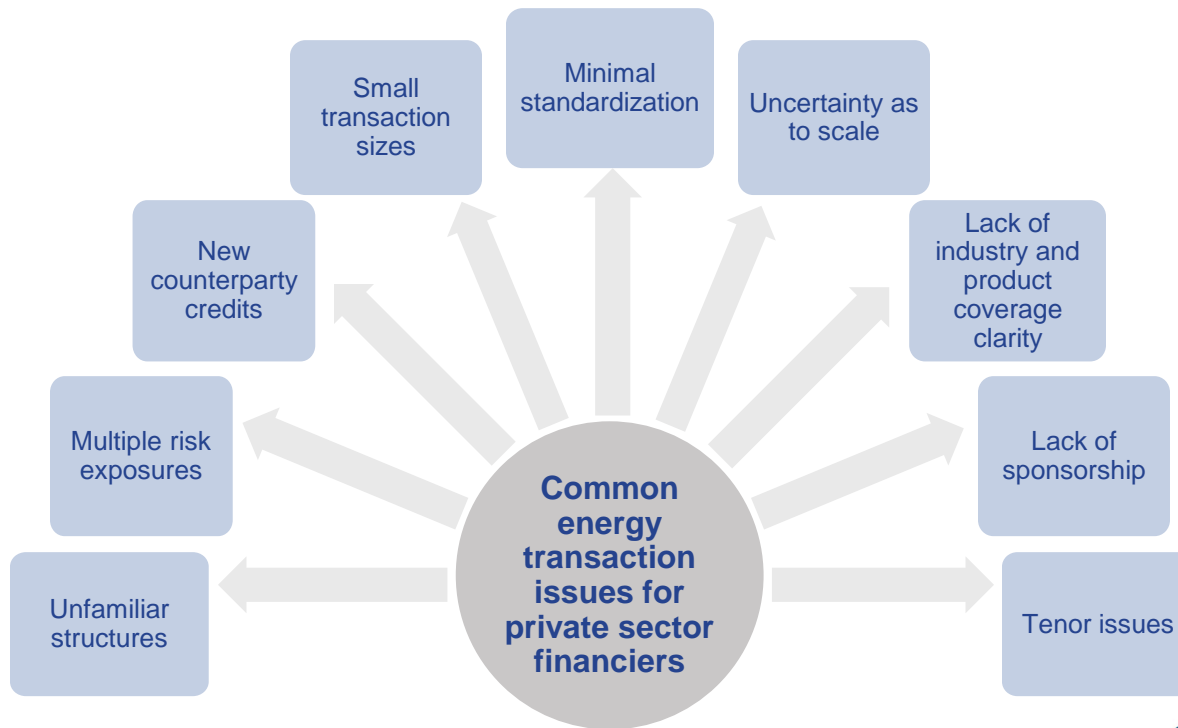 Minimal
standardization
Small
transaction
sizes
Uncertainty as
to scale
New
counterparty
credits
Lack of
industry and
product
coverage
clarity
Multiple risk
exposures
Lack of
sponsorship
Unfamiliar
structures
Tenor issues
Common
energy
transaction
issues for
private sector
financiers